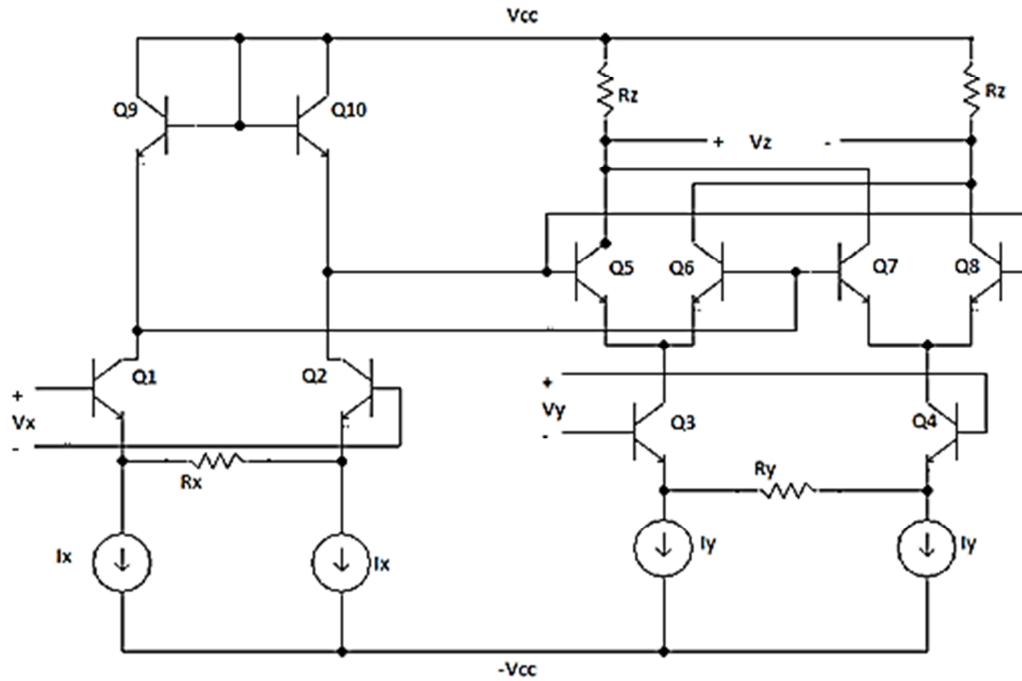 Vcc
Q9
Q10
Rz
Rz
+ Vz -
Q5
Q6
Q7
Q8
Q1
Q2
+
Vx
-
+
Vy
-
Q3
Q4
Rx
Ry
Ix
Ix
Iy
Iy
-Vcc